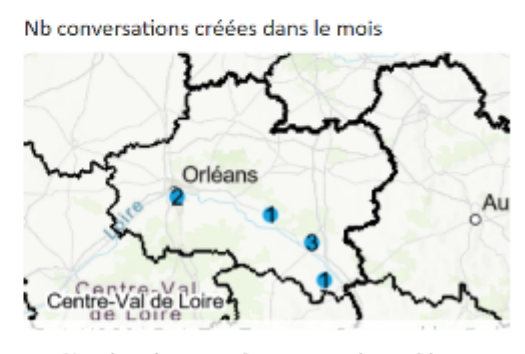 Nb conversations créées dans le mois
Orléans
2
1
Loire
3
Au
1
Centre-Val
Centre-Val de Loire
de Loire